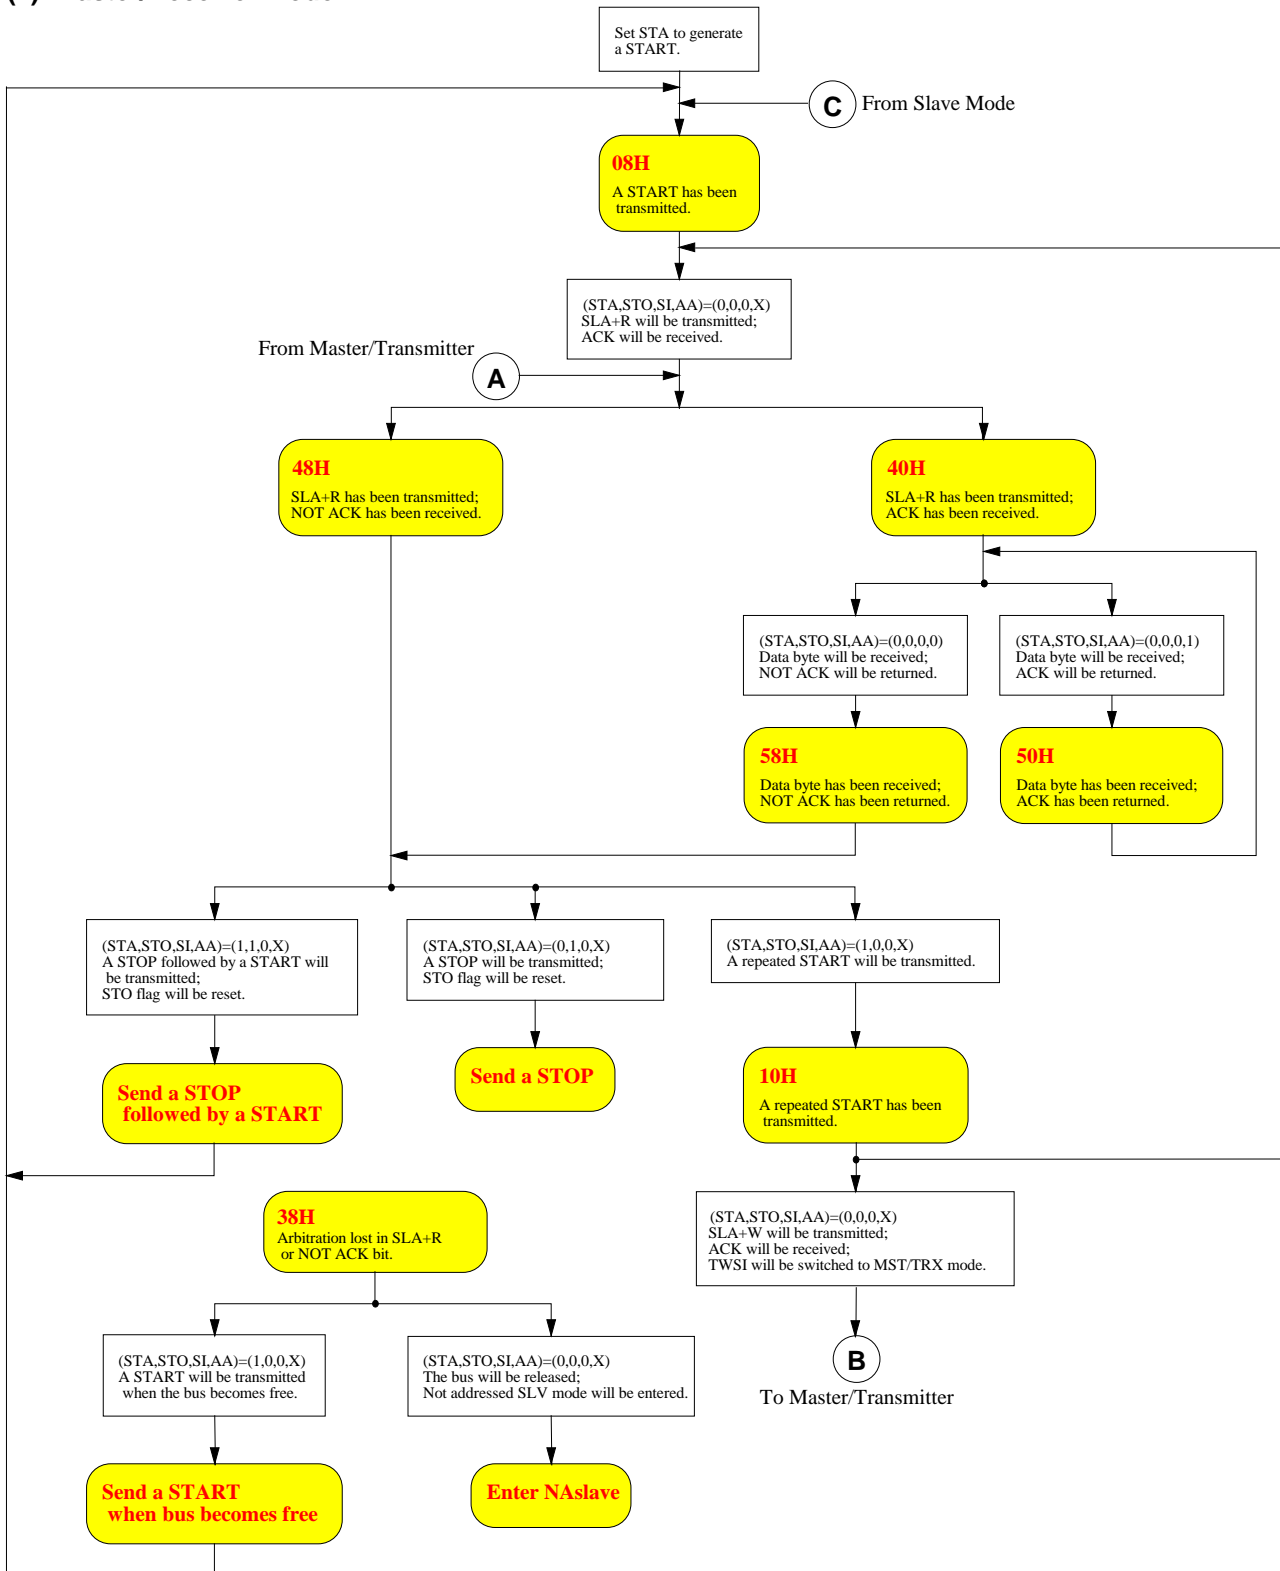 Set STA to generate
a START.
C
From Slave Mode
08H
A START has been
transmitted.
(STA,STO,SI,AA)=(0,0,0,X)
SLA+R will be transmitted;
ACK will be received.
From Master/Transmitter
A
48H
SLA+R has been transmitted;
NOT ACK has been received.
40H
SLA+R has been transmitted;
ACK has been received.
(STA,STO,SI,AA)=(0,0,0,0)
Data byte will be received;
NOT ACK will be returned.
(STA,STO,SI,AA)=(0,0,0,1)
Data byte will be received;
ACK will be returned.
58H
Data byte has been received;
NOT ACK has been returned.
50H
Data byte has been received;
ACK has been returned.
(STA,STO,SI,AA)=(1,1,0,X)
A STOP followed by a START will
be transmitted;
STO flag will be reset.
(STA,STO,SI,AA)=(0,1,0,X)
A STOP will be transmitted;
STO flag will be reset.
(STA,STO,SI,AA)=(1,0,0,X)
A repeated START will be transmitted.
Send a STOP
followed by a START
Send a STOP
10H
A repeated START has been
transmitted.
38H
Arbitration lost in SLA+R
or NOT ACK bit.
(STA,STO,SI,AA)=(0,0,0,X)
SLA+W will be transmitted;
ACK will be received;
TWSI will be switched to MST/TRX mode.
(STA,STO,SI,AA)=(1,0,0,X)
A START will be transmitted
when the bus becomes free.
(STA,STO,SI,AA)=(0,0,0,X)
The bus will be released;
Not addressed SLV mode will be entered.
B
To Master/Transmitter
Send a START
when bus becomes free
Enter NAslave